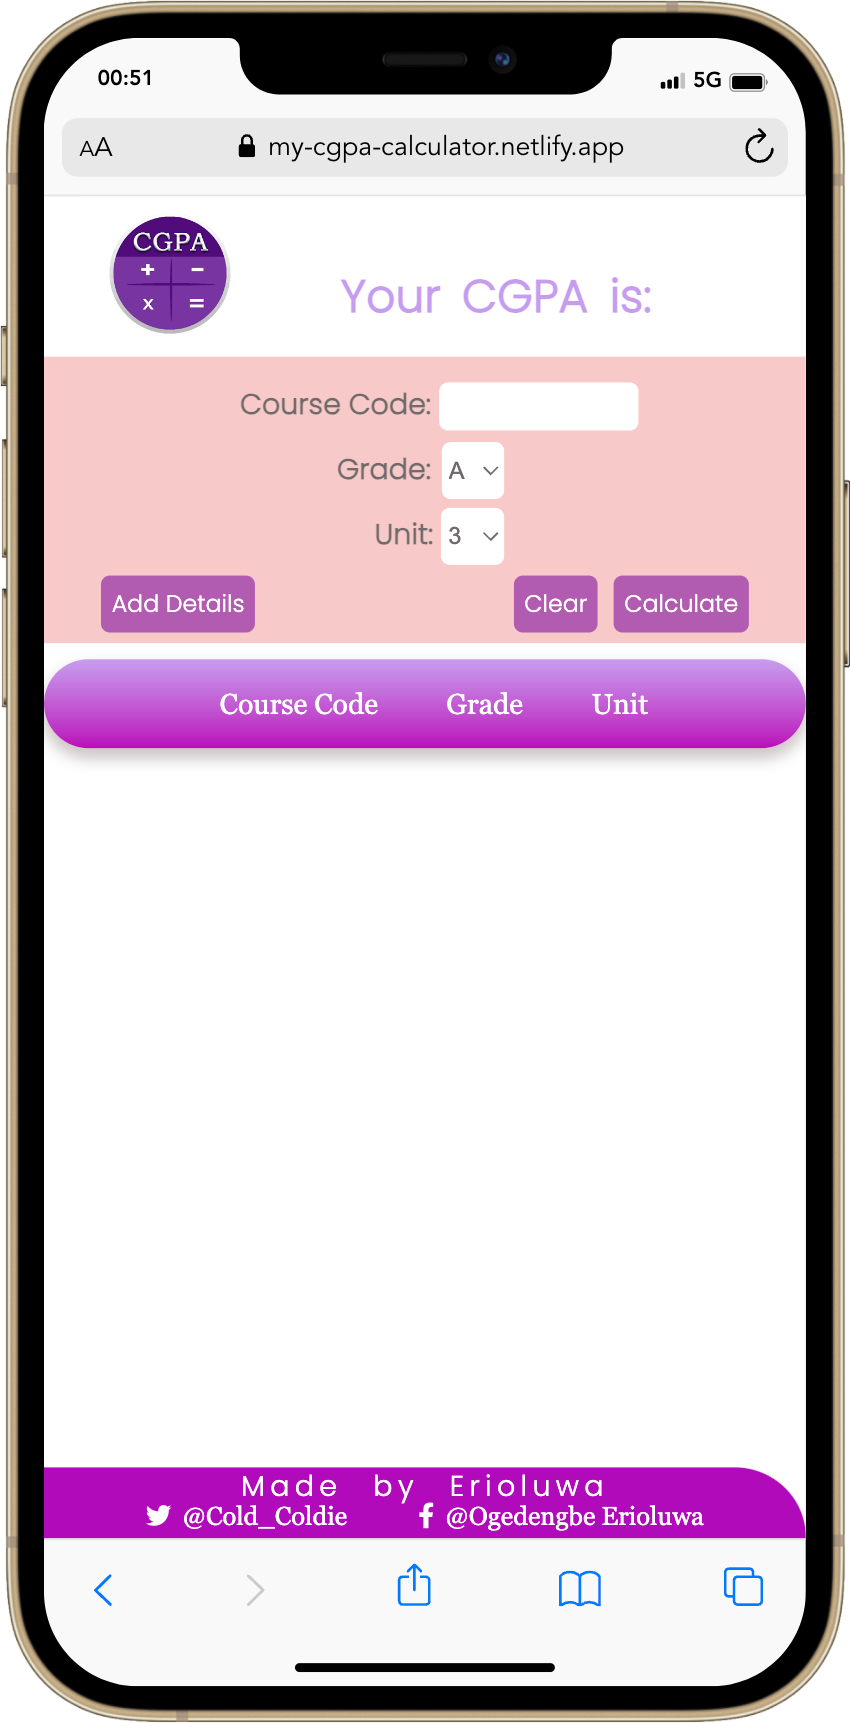 00:51
5G
AA
my-cgpa-calculator.netlify.app
CGPA
+ −
x =
Your CGPA is:
Course Code:
Grade: A
Unit: 3
Add Details Clear Calculate
Course Code Grade Unit
Made by Erioluwa
@Cold_Coldie @Ogedengbe Erioluwa